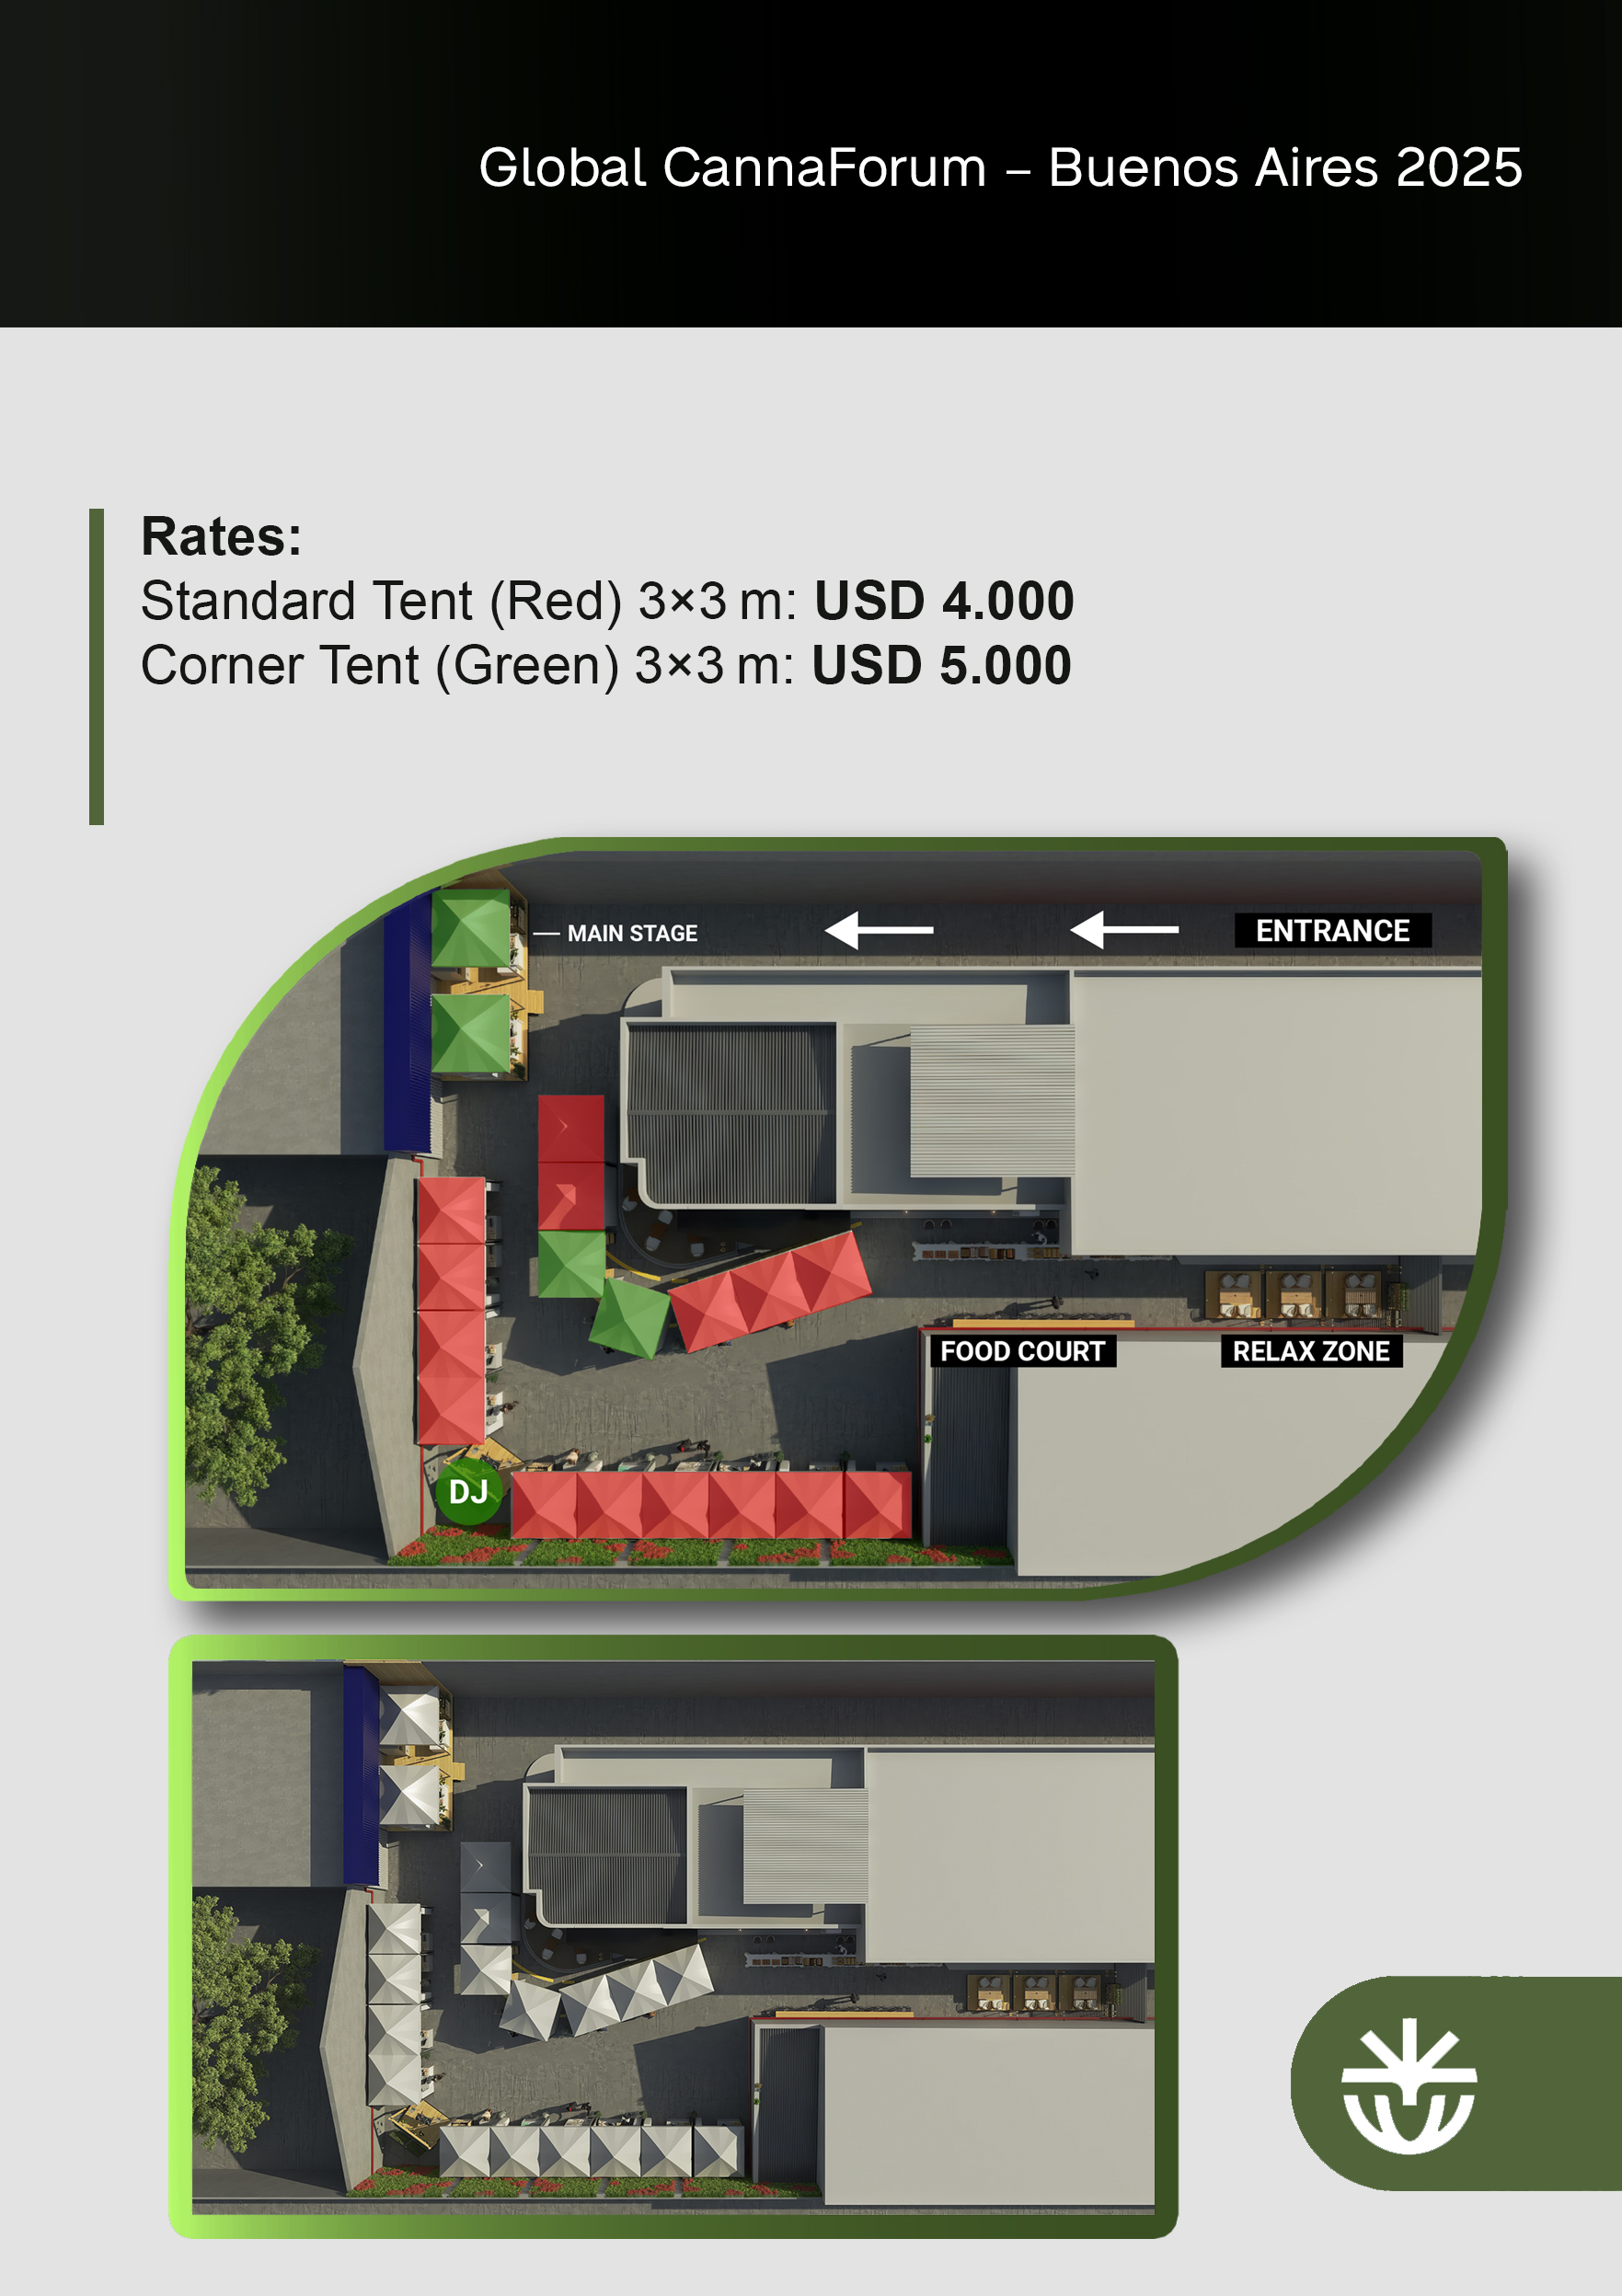 Global CannaForum – Buenos Aires 2025
Rates:
Standard Tent (Red) 3×3 m: USD 4.000
Corner Tent (Green) 3×3 m: USD 5.000
MAIN STAGE
ENTRANCE
FOOD COURT
RELAX ZONE
DJ